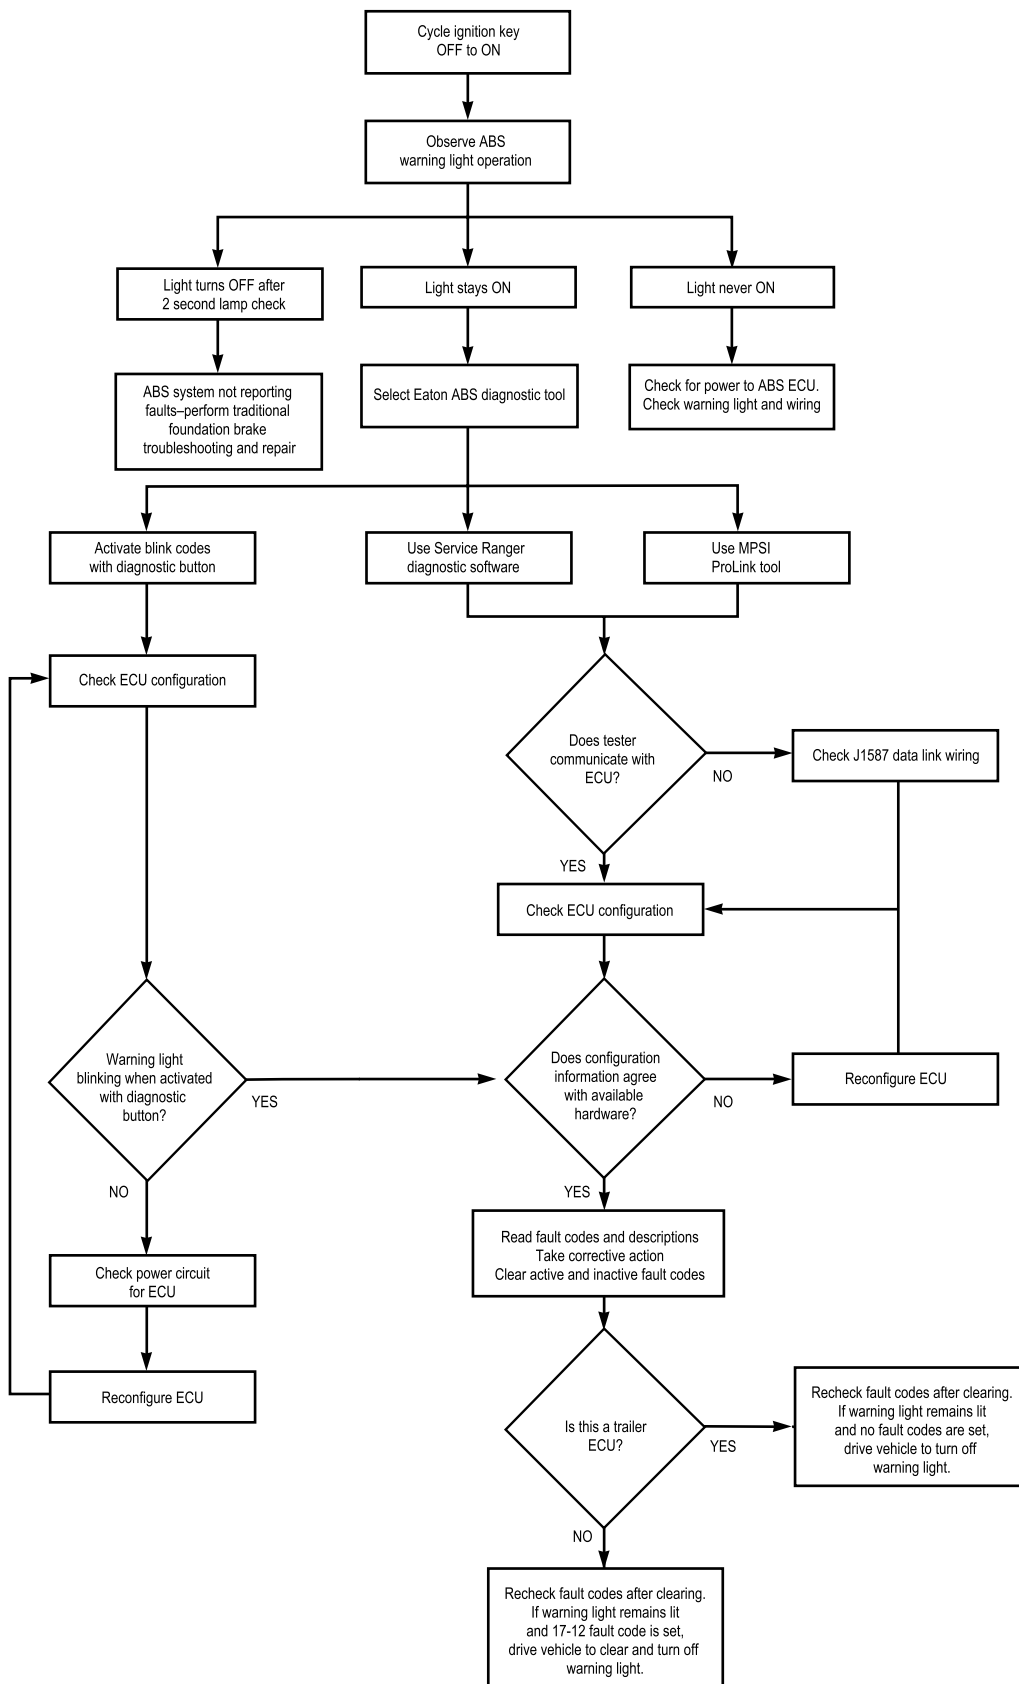 Cycle ignition key
OFF to ON
Observe ABS
warning light operation
Light turns OFF after
2 second lamp check
Light stays ON
Light never ON
ABS system not reporting
faults–perform traditional
foundation brake
troubleshooting and repair
Select Eaton ABS diagnostic tool
Check for power to ABS ECU.
Check warning light and wiring
Activate blink codes
with diagnostic button
Use Service Ranger
diagnostic software
Use MPSI
ProLink tool
Check ECU configuration
Does tester
communicate with
ECU?
NO
Check J1587 data link wiring
YES
Check ECU configuration
Warning light
blinking when activated
with diagnostic
button?
YES
Does configuration
information agree
with available
hardware?
NO
Reconfigure ECU
NO
YES
Check power circuit
for ECU
Read fault codes and descriptions
Take corrective action
Clear active and inactive fault codes
Reconfigure ECU
Is this a trailer
ECU?
YES
Recheck fault codes after clearing.
If warning light remains lit
and no fault codes are set,
drive vehicle to turn off
warning light.
NO
Recheck fault codes after clearing.
If warning light remains lit
and 17-12 fault code is set,
drive vehicle to clear and turn off
warning light.